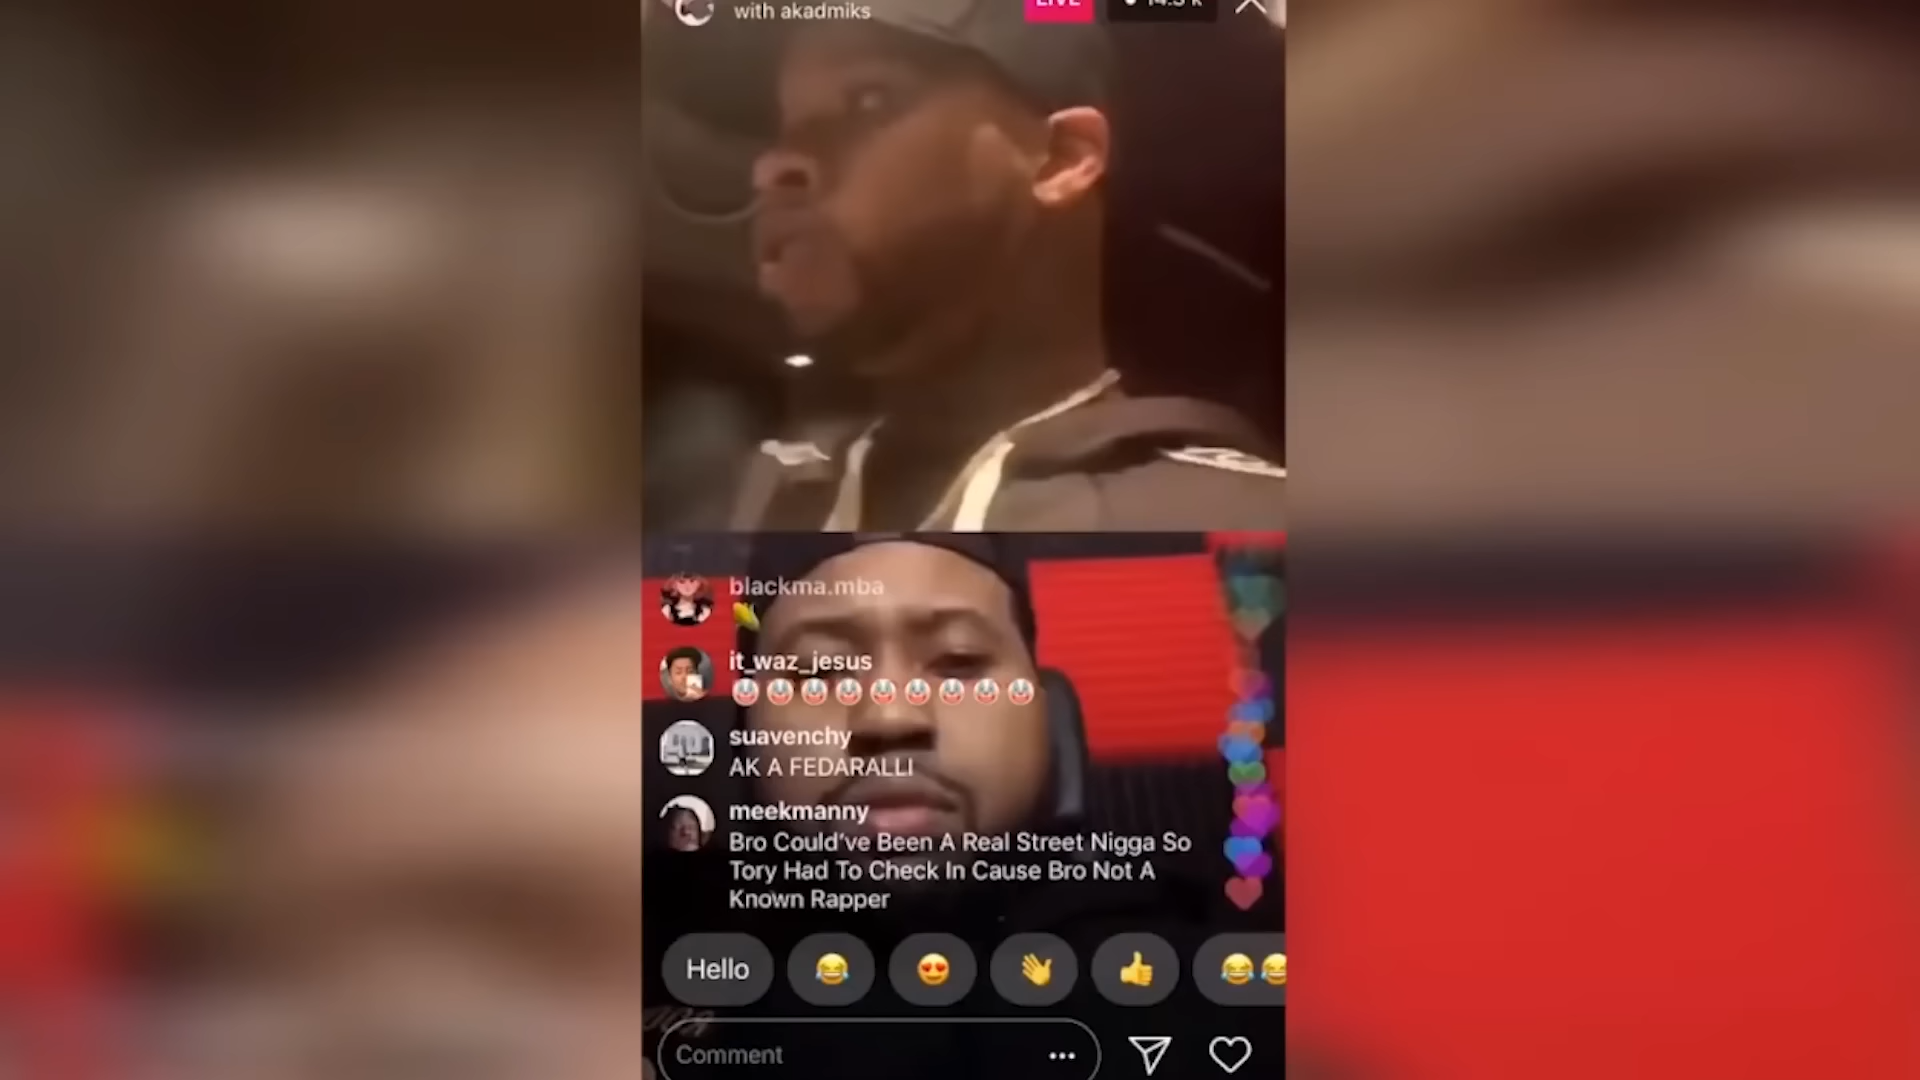 with akadmiks
LIVE
blackma.mba
it_waz_jesus
suavenchy
AK A FEDARALLI
meekmanny
Bro Could've Been A Real Street Nigga So
Tory Had To Check In Cause Bro Not A
Known Rapper
Hello
Comment